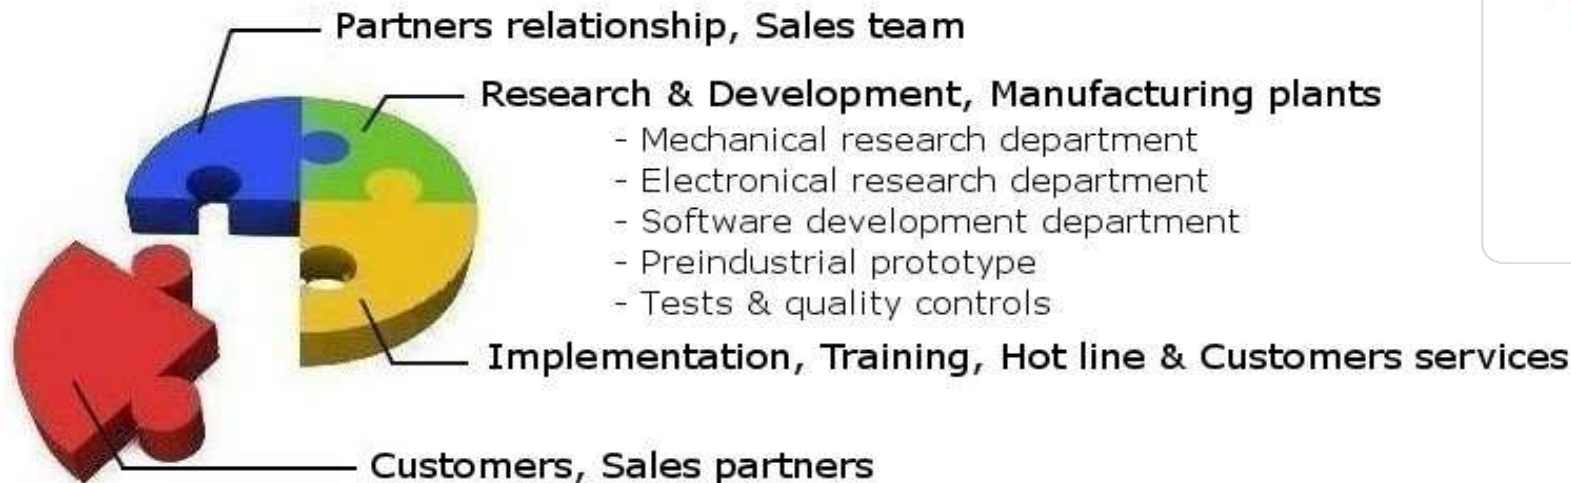 Partners relationship, Sales team
Research & Development, Manufacturing plants
- Mechanical research department
- Electronical research department
- Software development department
- Preindustrial prototype
- Tests & quality controls
Implementation, Training, Hot line & Customers services
Customers, Sales partners